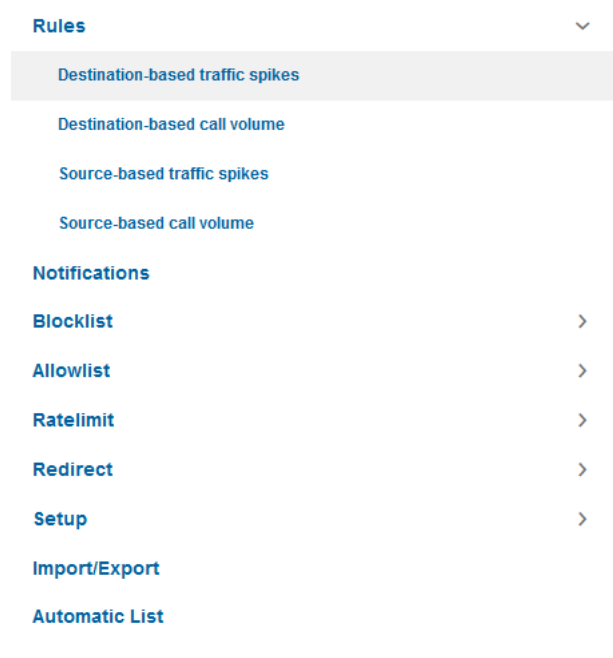 Rules
Destination-based traffic spikes
Destination-based call volume
Source-based traffic spikes
Source-based call volume
Notifications
Blocklist
Allowlist
Ratelimit
Redirect
Setup
Import/Export
Automatic List